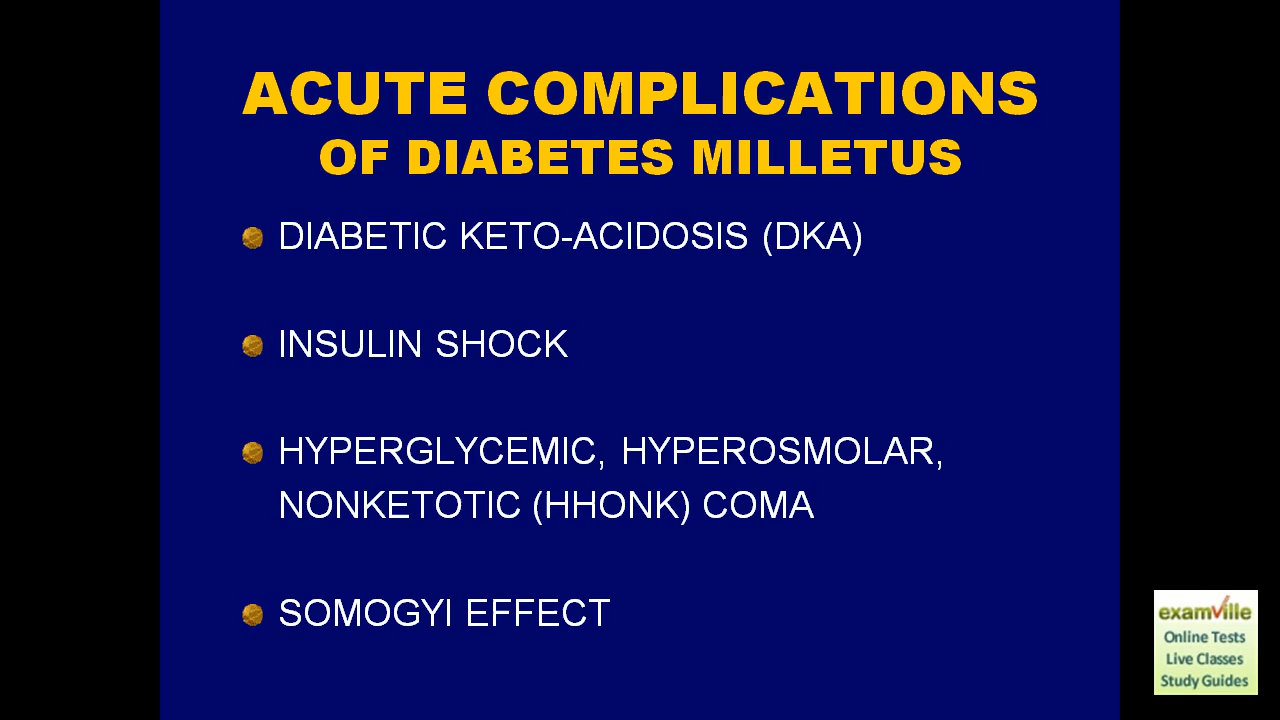 ACUTE COMPLICATIONS
OF DIABETES MILLETUS
DIABETIC KETO-ACIDOSIS (DKA)
INSULIN SHOCK
HYPERGLYCEMIC, HYPEROSMOLAR,
NONKETOTIC (HHONK) COMA
SOMOGYI EFFECT
examville
Online Tests
Live Classes
Study Guides